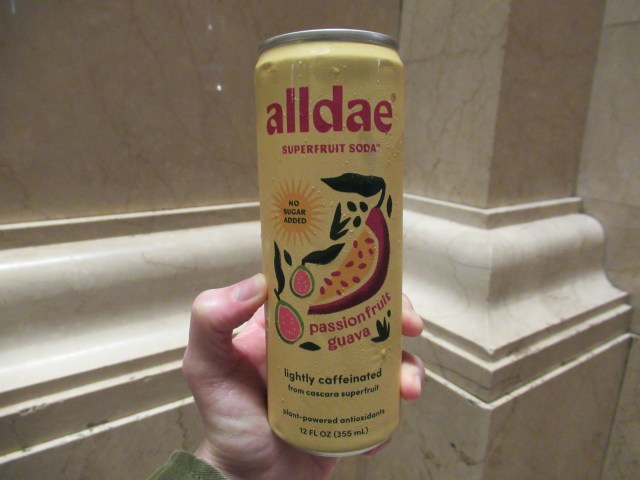 alldae®
SUPERFRUIT SODA™
NO
SUGAR
ADDED
passionfruit
guava
lightly caffeinated
from cascara superfruit
plant-powered antioxidants
12 FL OZ (355 mL)